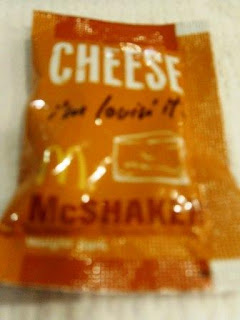 CHEESE
i'm lovin' it
M
McSHAKER